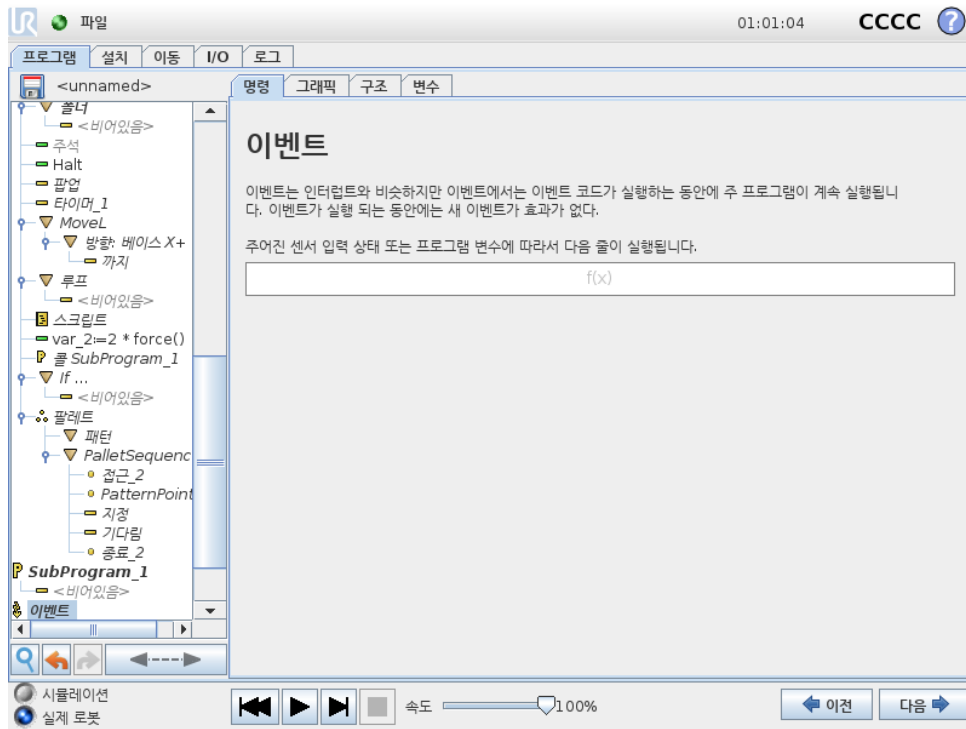 UR 파일 01:01:04 CCCC ?
프로그램 설치 이동 I/O 로그
<unnamed>
명령 그래픽 구조 변수
폴더
<비어있음>
주석
Halt
팝업
타이머_1
MoveL
방향: 베이스 X+
까지
루프
<비어있음>
스크립트
var_2:=2 * force()
콜 SubProgram_1
If ...
<비어있음>
팔레트
패턴
PalletSequenc
접근_2
PatternPoint
지정
기다림
종료_2
SubProgram_1
<비어있음>
이벤트
이벤트
이벤트는 인터럽트와 비슷하지만 이벤트에서는 이벤트 코드가 실행하는 동안에 주 프로그램이 계속 실행됩니
다. 이벤트가 실행 되는 동안에는 새 이벤트가 효과가 없다.
주어진 센서 입력 상태 또는 프로그램 변수에 따라서 다음 줄이 실행됩니다.
f(x)
시뮬레이션
실제 로봇
속도 100%
이전 다음